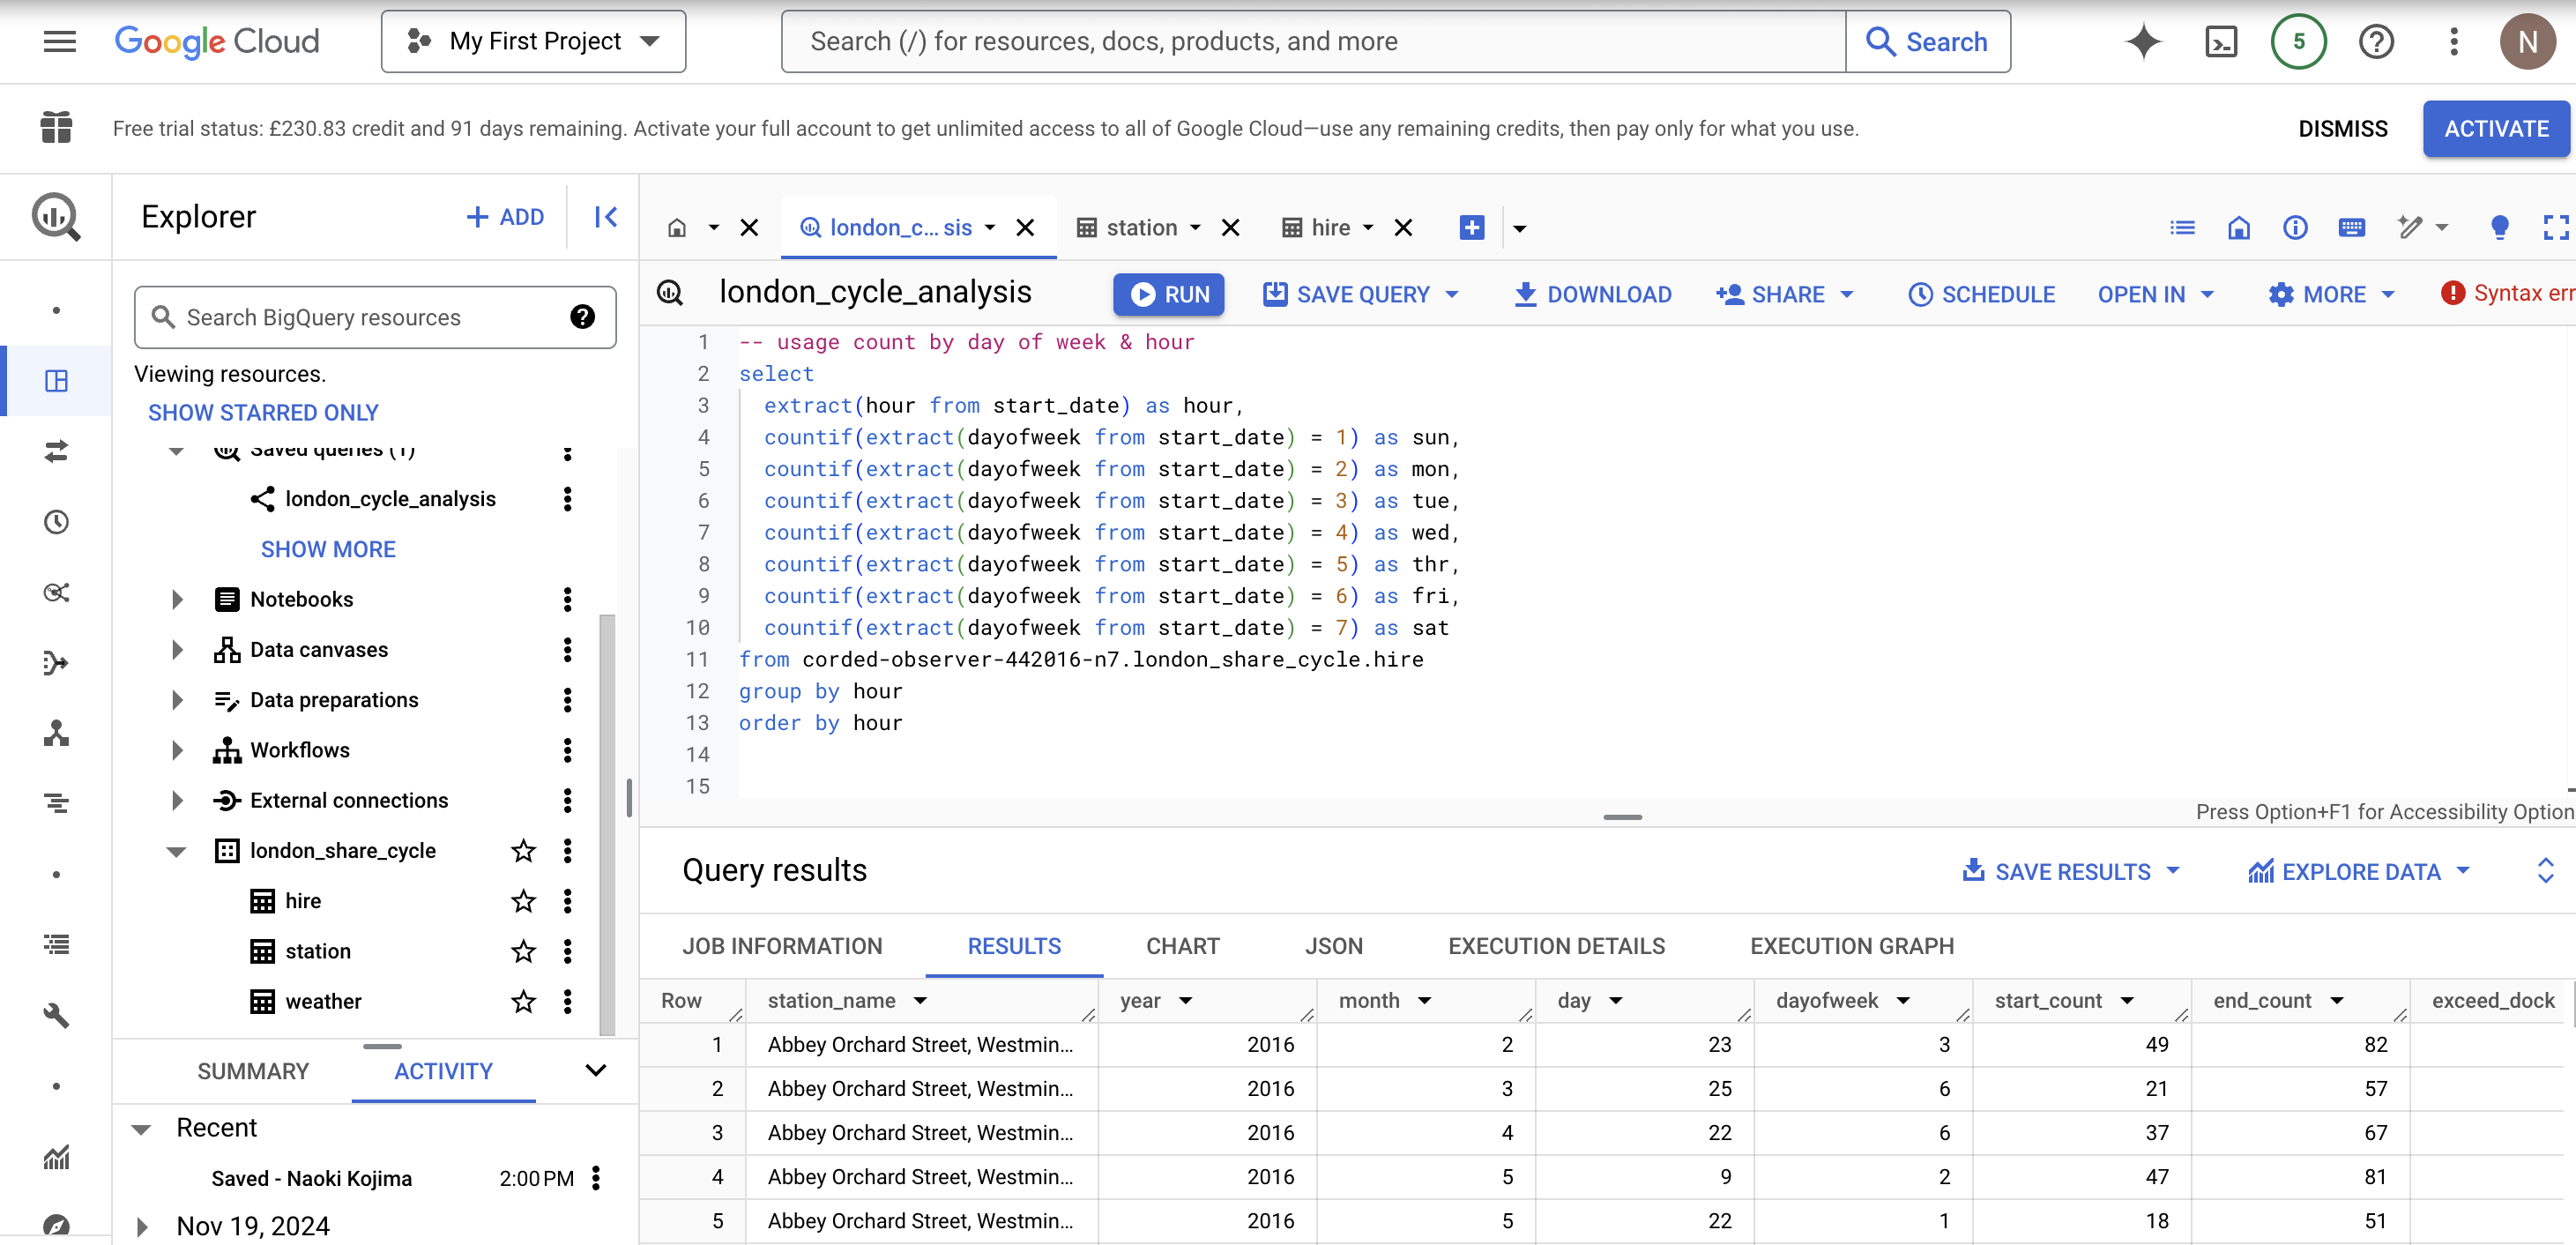 Google Cloud
My First Project
Search (/) for resources, docs, products, and more
Search
5
N
Free trial status: £230.83 credit and 91 days remaining. Activate your full account to get unlimited access to all of Google Cloud—use any remaining credits, then pay only for what you use.
DISMISS
ACTIVATE
Explorer
+ ADD
london_c... sis
station
hire
Search BigQuery resources
Viewing resources.
SHOW STARRED ONLY
Saved queries (1)
london_cycle_analysis
SHOW MORE
Notebooks
Data canvases
Data preparations
Workflows
External connections
london_share_cycle
hire
station
weather
SUMMARY
ACTIVITY
Recent
Saved - Naoki Kojima 2:00 PM
Nov 19, 2024
london_cycle_analysis
RUN
SAVE QUERY
DOWNLOAD
SHARE
SCHEDULE
OPEN IN
MORE
Syntax err
1 -- usage count by day of week & hour
2 select
3 extract(hour from start_date) as hour,
4 countif(extract(dayofweek from start_date) = 1) as sun,
5 countif(extract(dayofweek from start_date) = 2) as mon,
6 countif(extract(dayofweek from start_date) = 3) as tue,
7 countif(extract(dayofweek from start_date) = 4) as wed,
8 countif(extract(dayofweek from start_date) = 5) as thr,
9 countif(extract(dayofweek from start_date) = 6) as fri,
10 countif(extract(dayofweek from start_date) = 7) as sat
11 from corded-observer-442016-n7.london_share_cycle.hire
12 group by hour
13 order by hour
14
15
Press Option+F1 for Accessibility Option
Query results
SAVE RESULTS
EXPLORE DATA
JOB INFORMATION
RESULTS
CHART
JSON
EXECUTION DETAILS
EXECUTION GRAPH
Row station_name year month day dayofweek start_count end_count exceed_dock
1 Abbey Orchard Street, Westmin... 2016 2 23 3 49 82
2 Abbey Orchard Street, Westmin... 2016 3 25 6 21 57
3 Abbey Orchard Street, Westmin... 2016 4 22 6 37 67
4 Abbey Orchard Street, Westmin... 2016 5 9 2 47 81
5 Abbey Orchard Street, Westmin... 2016 5 22 1 18 51